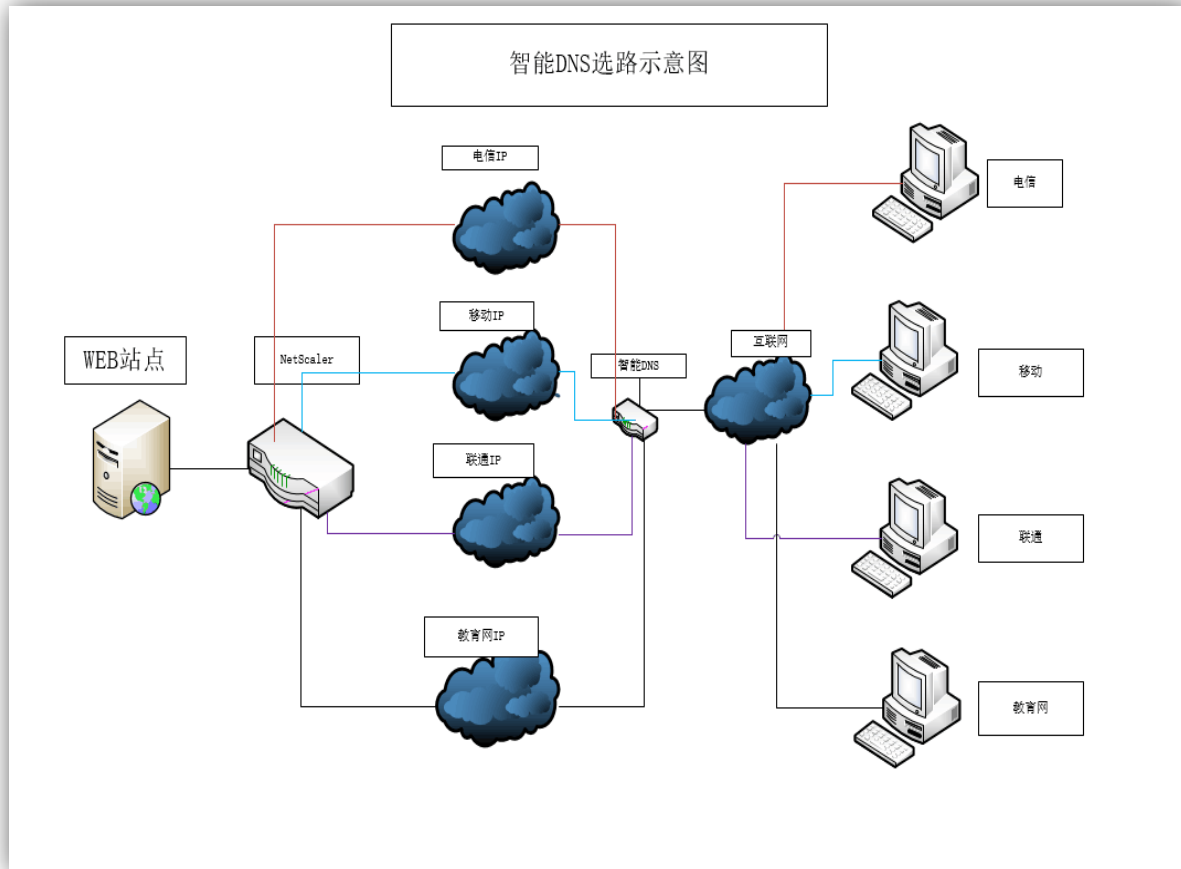 智能DNS选路示意图
电信IP
电信
移动IP
互联网
WEB站点
NetScaler
智能DNS
移动
联通IP
联通
教育网IP
教育网